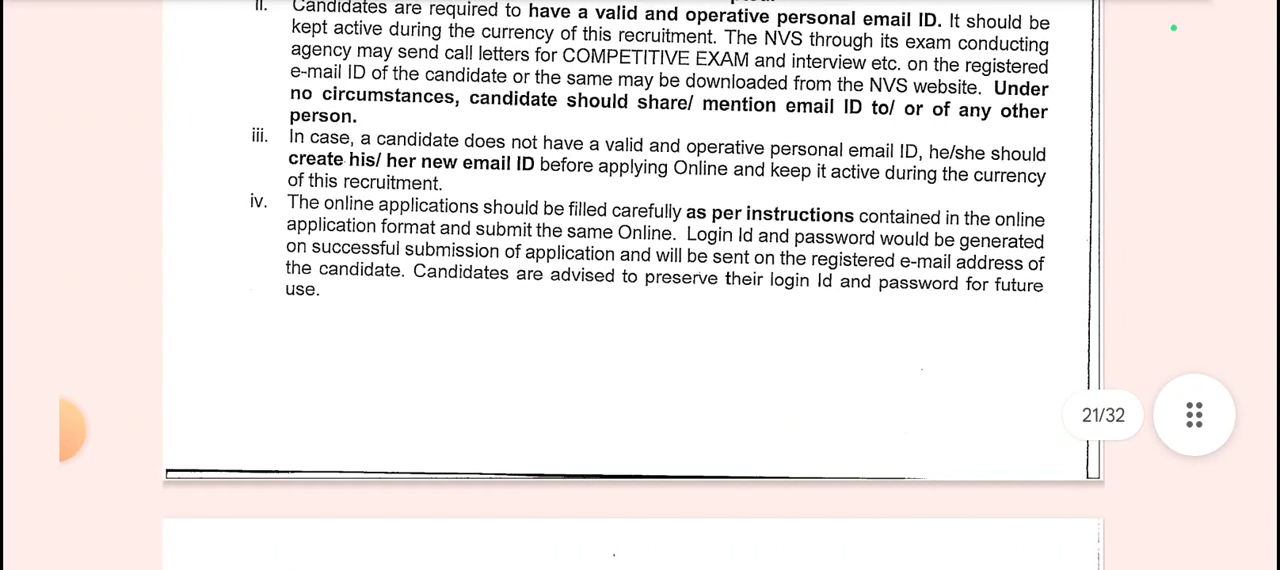 ii. Candidates are required to have a valid and operative personal email ID. It should be
kept active during the currency of this recruitment. The NVS through its exam conducting
agency may send call letters for COMPETITIVE EXAM and interview etc. on the registered
e-mail ID of the candidate or the same may be downloaded from the NVS website. Under
no circumstances, candidate should share/ mention email ID to/ or of any other
person.
iii. In case, a candidate does not have a valid and operative personal email ID, he/she should
create his/ her new email ID before applying Online and keep it active during the currency
of this recruitment.
iv. The online applications should be filled carefully as per instructions contained in the online
application format and submit the same Online. Login Id and password would be generated
on successful submission of application and will be sent on the registered e-mail address of
the candidate. Candidates are advised to preserve their login Id and password for future
use.
21/32